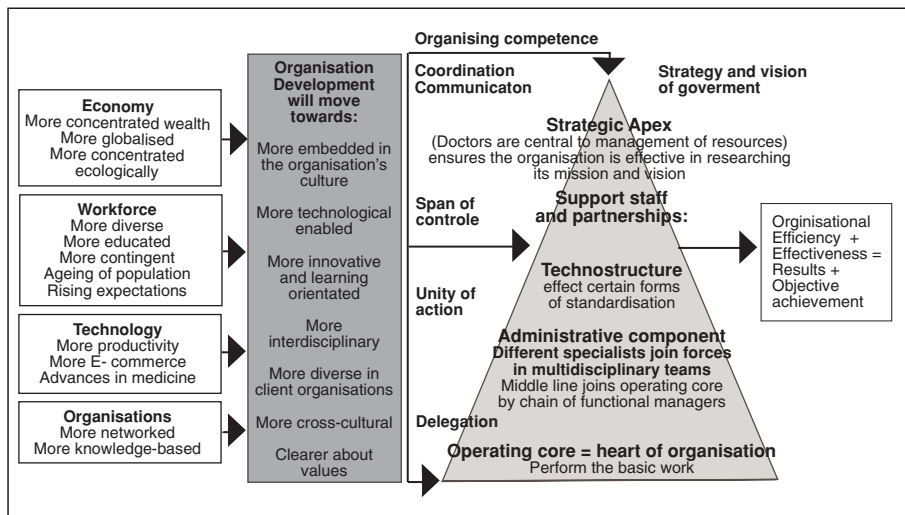 Economy
More concentrated wealth
More globalised
More concentrated
ecologically
Workforce
More diverse
More educated
More contingent
Ageing of population
Rising expectations
Technology
More productivity
More E- commerce
Advances in medicine
Organisations
More networked
More knowledge-based
Organisation
Development
will move
towards:
More embedded in
the organisation's
culture
More technological
enabled
More innovative
and learning
orientated
More
interdisciplinary
More diverse in
client organisations
More cross-cultural
Clearer about
values
Organising competence
Coordination
Communicaton
Span of
controle
Unity of
action
Delegation
Strategy and vision
of goverment
Strategic Apex
(Doctors are central to management of resources)
ensures the organisation is effective in researching
its mission and vision
Support staff
and partnerships:
Technostructure
effect certain forms
of standardisation
Administrative component
Different specialists join forces
in multidisciplinary teams
Middle line joins operating core
by chain of functional managers
Operating core = heart of organisation
Perform the basic work
Orginisational
Efficiency +
Effectiveness =
Results +
Objective
achievement